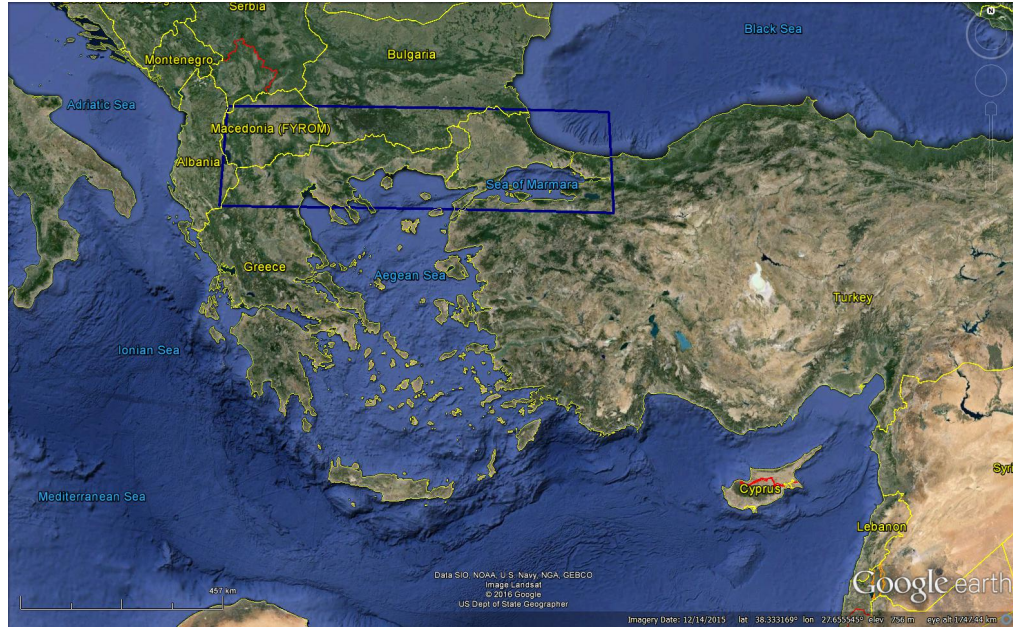 Serbia
Black Sea
N
Bulgaria
Montenegro
Adriatic Sea
Macedonia (FYROM)
Albania
Sea of Marmara
Greece
Aegean Sea
Turkey
Ionian Sea
Syri
Mediterranean Sea
Cyprus
Lebanon
Data SIO, NOAA, U.S. Navy, NGA, GEBCO
Image Landsat
© 2016 Google
US Dept of State Geographer
457 km
Google earth
Imagery Date: 12/14/2015 lat 38.333169° lon 27.655545° elev 756 m eye alt 1747.44 km